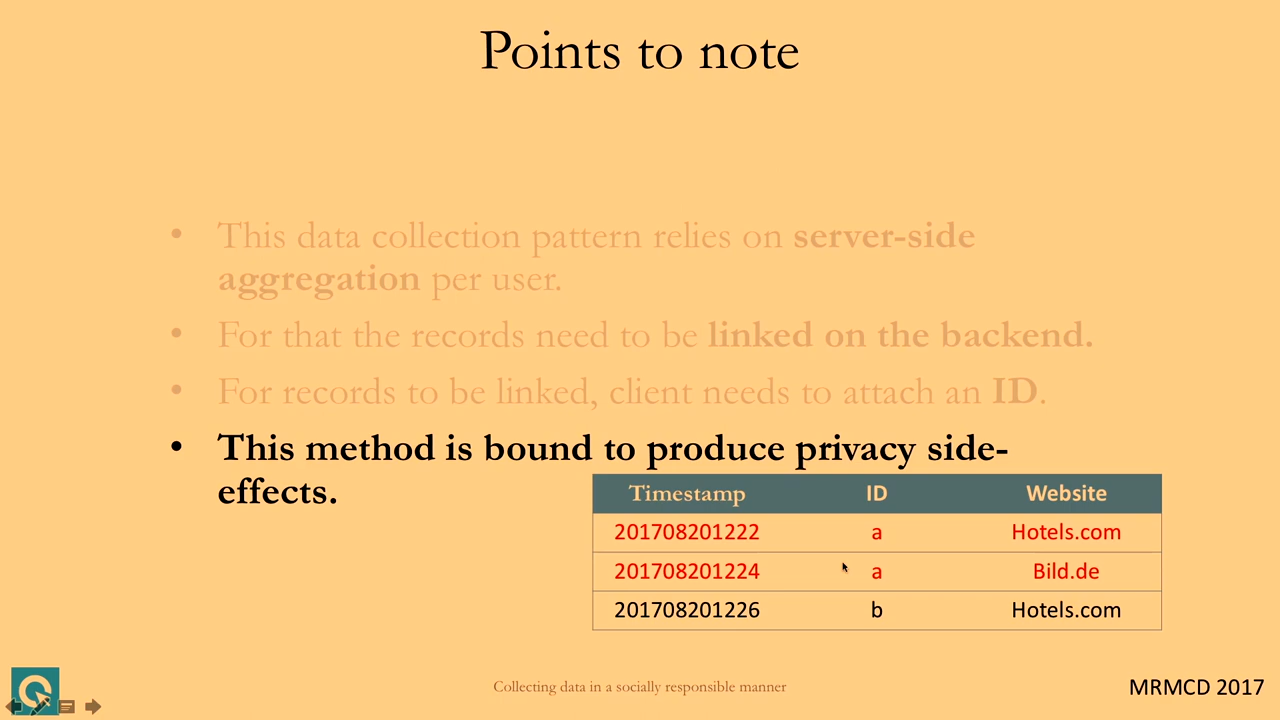 Points to note
• This data collection pattern relies on server-side
aggregation per user.
• For that the records need to be linked on the backend.
• For records to be linked, client needs to attach an ID.
• This method is bound to produce privacy side-
effects.
Timestamp ID Website
201708201222 a Hotels.com
201708201224 a Bild.de
201708201226 b Hotels.com
Collecting data in a socially responsible manner
MRMCD 2017